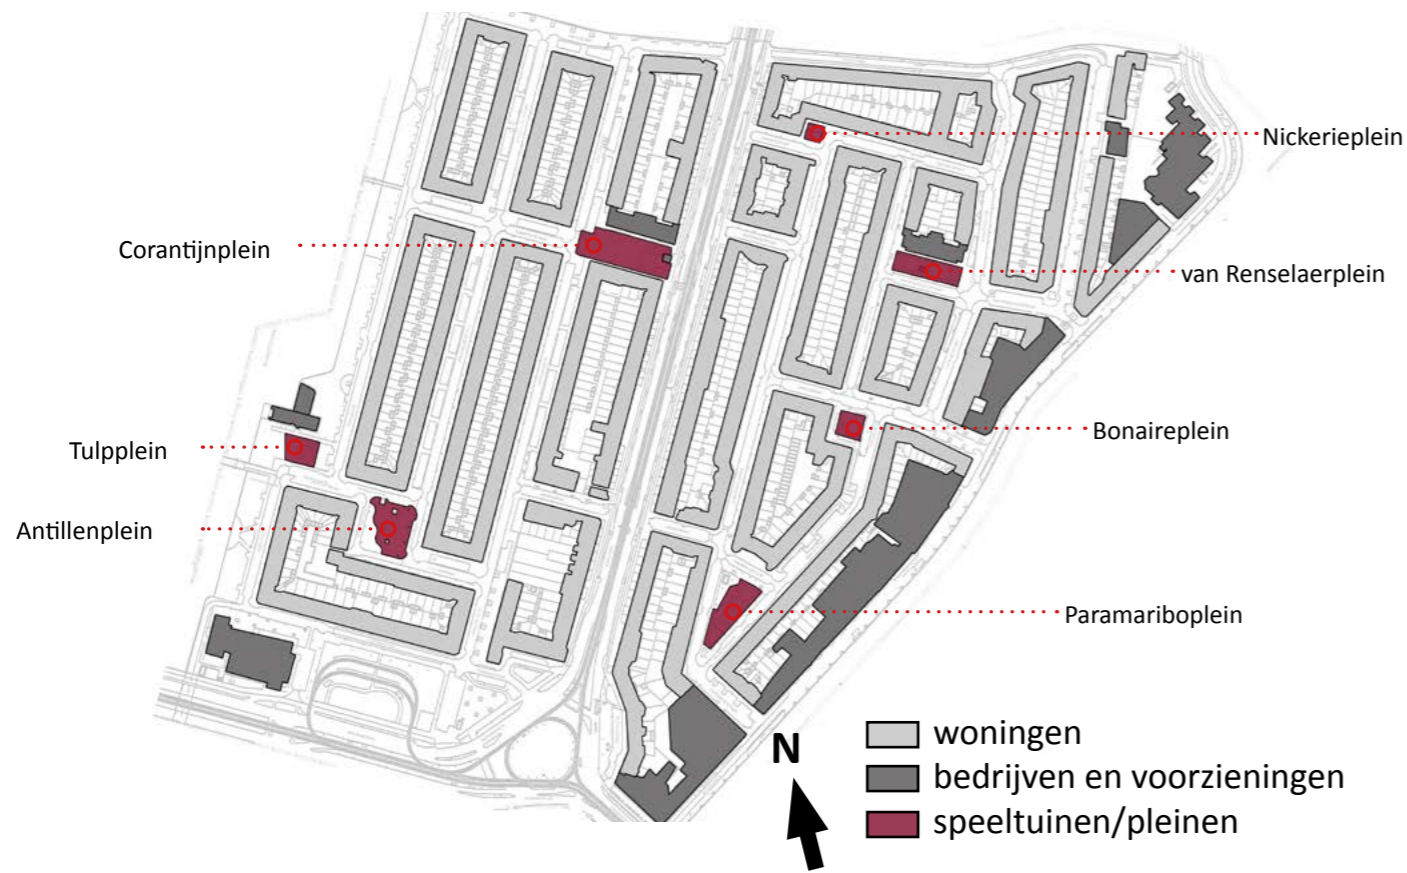 Nickerieplein
Corantijnplein
van Renselaerplein
Bonaireplein
Tulpplein
Antillenplein
Paramariboplein
N
woningen
bedrijven en voorzieningen
speeltuinen/pleinen